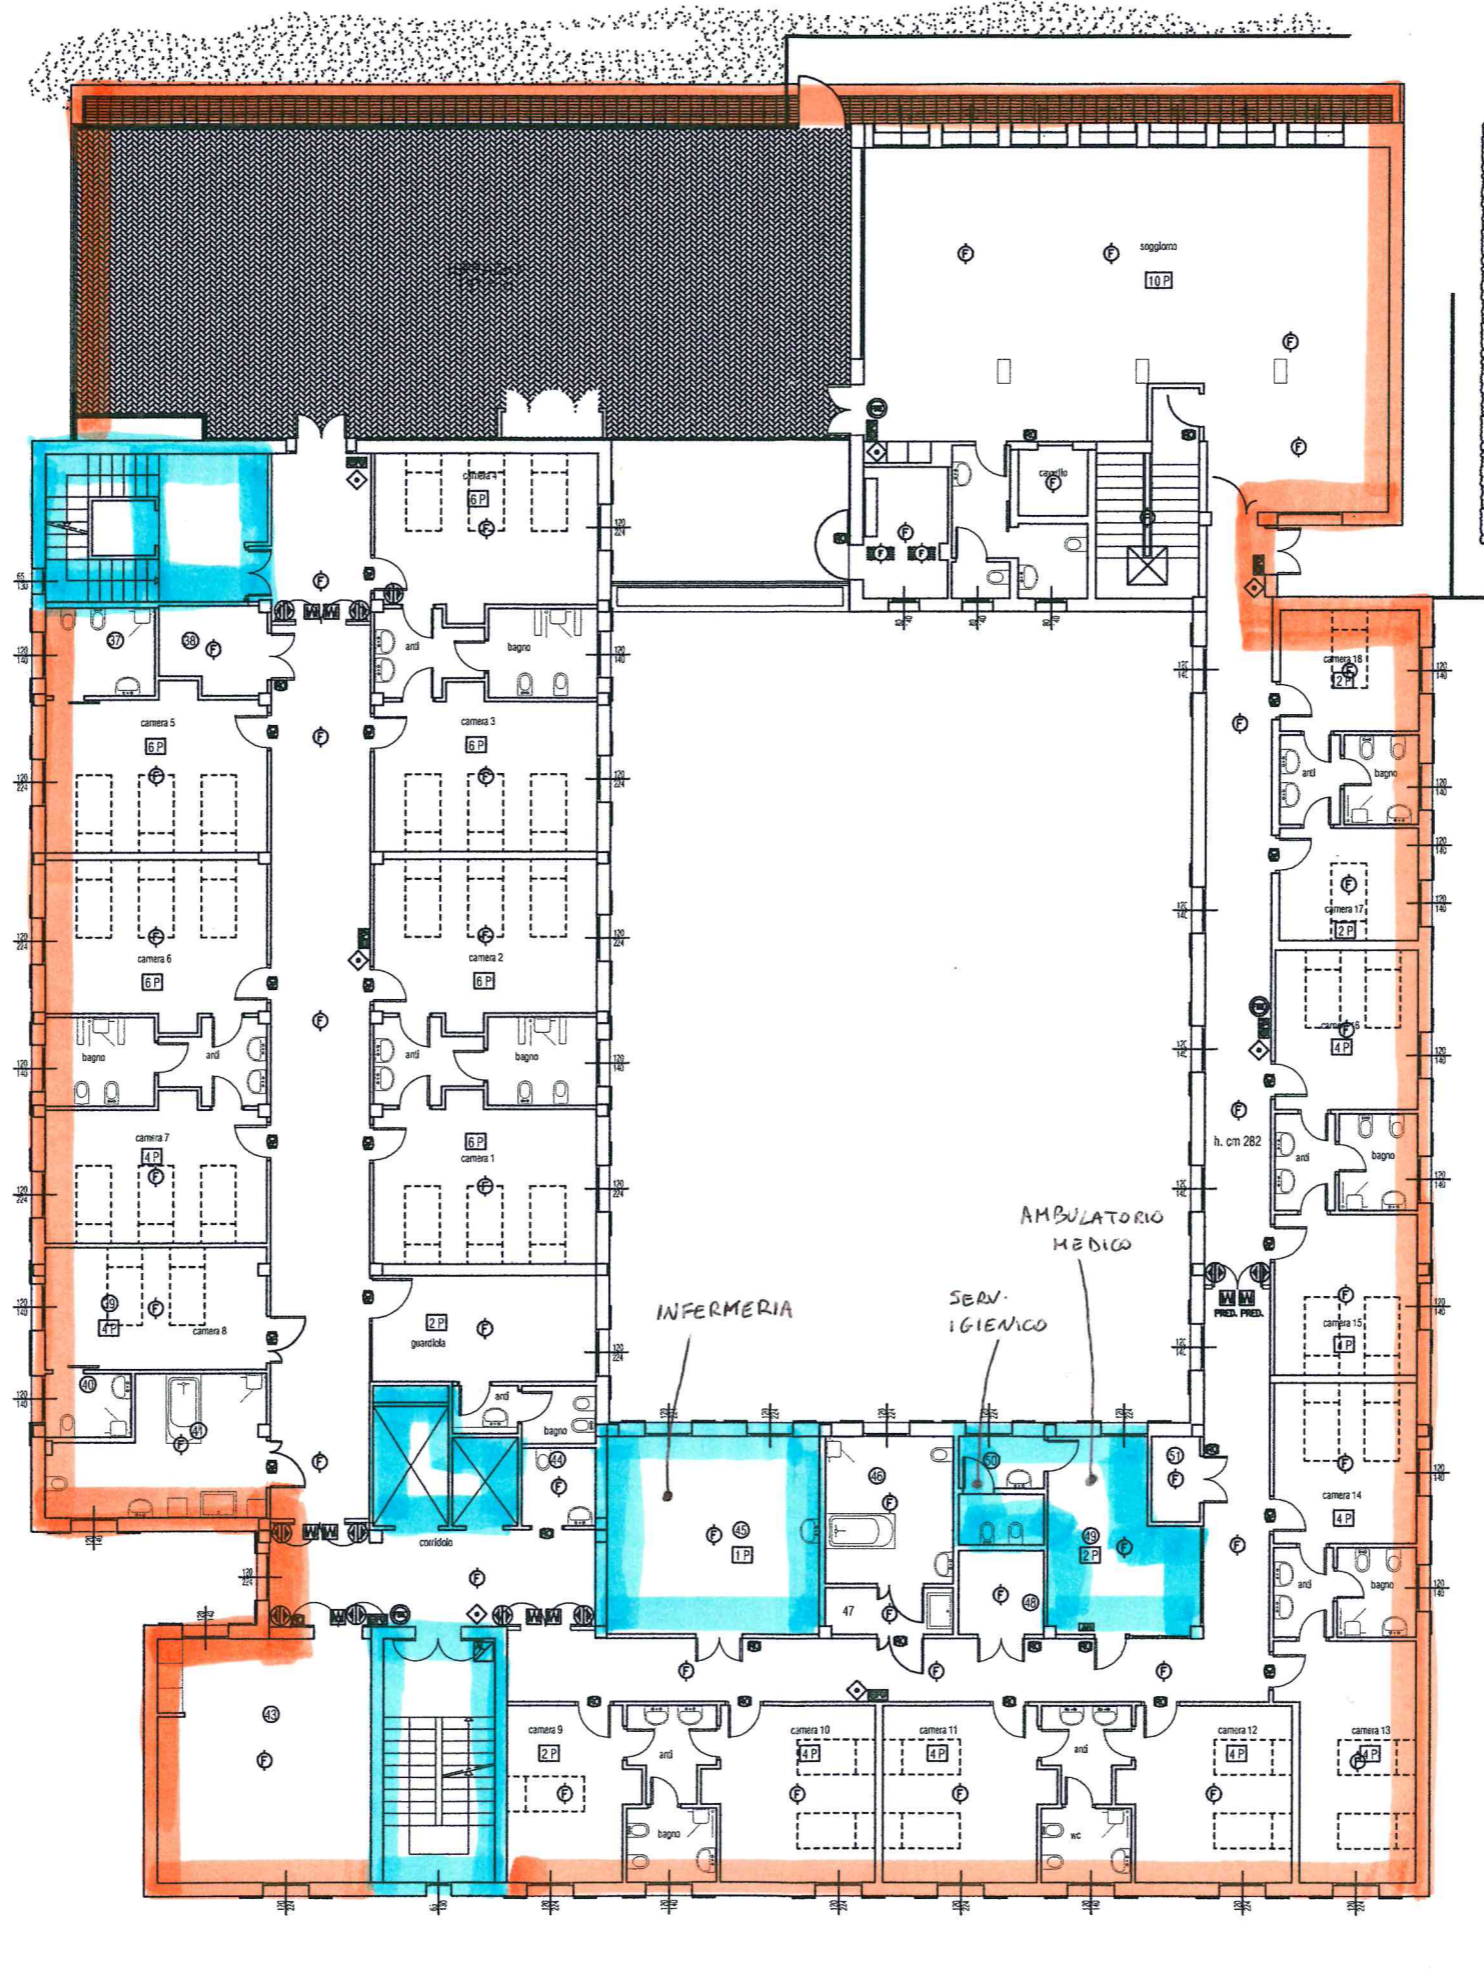 soggiorno
10 P
camera 4
6 P
cavedio
65
130
37
38
anti
bagno
camera 18
2 P
camera 5
6 P
camera 3
6 P
anti
bagno
camera 17
2 P
camera 6
6 P
camera 2
6 P
4 P
bagno
anti
anti
bagno
h. cm 282
anti
bagno
camera 7
4 P
6 P
camera 1
AMBULATORIO
MEDICO
INFERMERIA
SERV.
IGIENICO
PRED. PRED.
39
4 P
camera 8
2 P
guardiola
camera 15
40
41
anti
bagno
44
46
50
51
camera 14
4 P
corridoio
45
1 P
49
2 P
47
48
anti
bagno
43
camera 9
2 P
anti
bagno
camera 10
4 P
camera 11
4 P
anti
wc
camera 12
4 P
camera 13
4 P